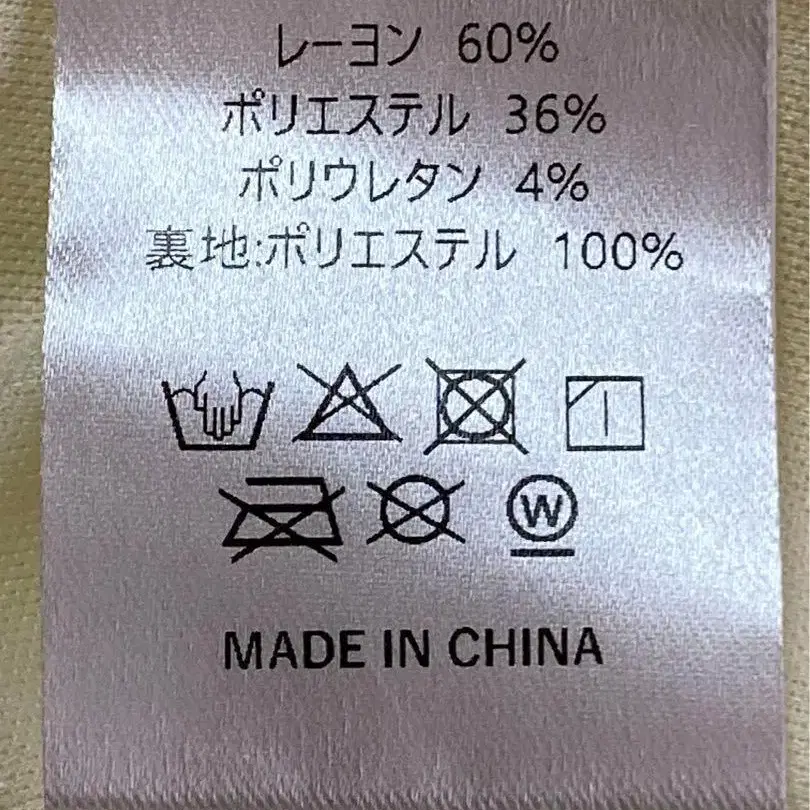 レーヨン 60%
ポリエステル 36%
ポリウレタン 4%
裏地:ポリエステル 100%
W
MADE IN CHINA